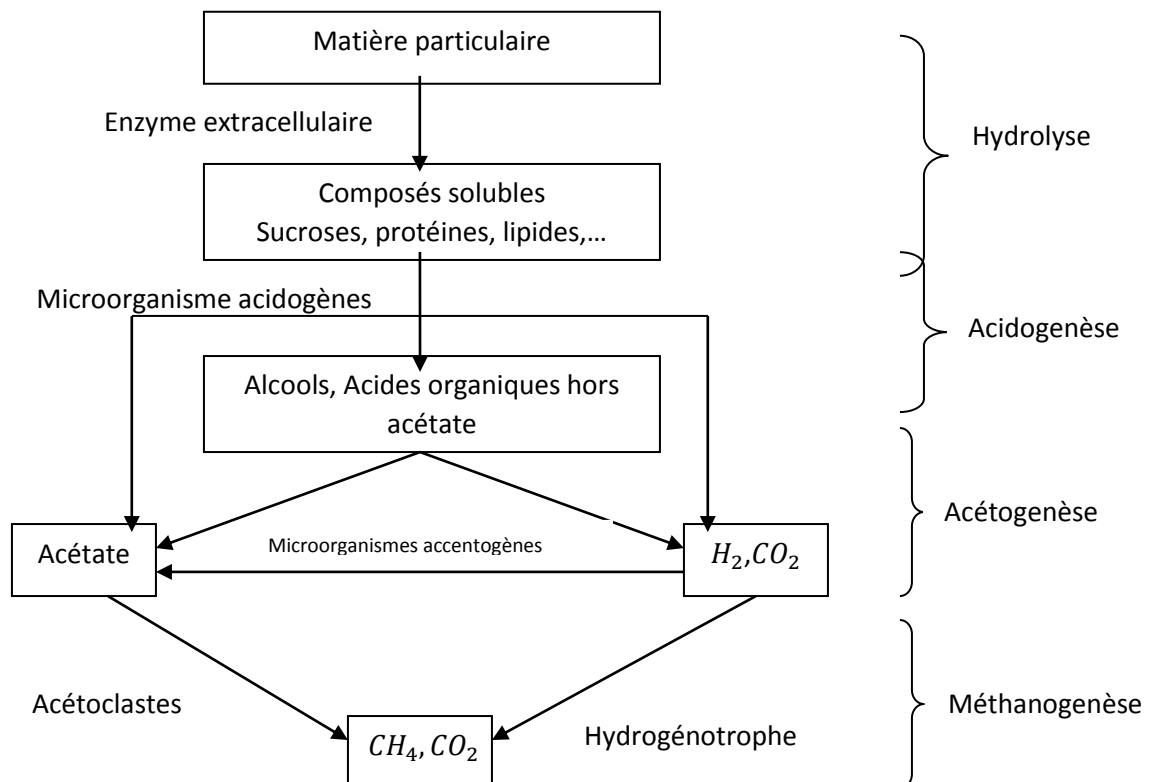 Matière particulaire
Enzyme extracellulaire
Hydrolyse
Composés solubles
Sucroses, protéines, lipides,…
Microorganisme acidogènes
Acidogenèse
Alcools, Acides organiques hors
acétate
Acétogenèse
Acétate
Microorganismes accentogènes
H₂,CO₂
Acétoclastes
Hydrogénotrophe
Méthanogenèse
CH₄, CO₂